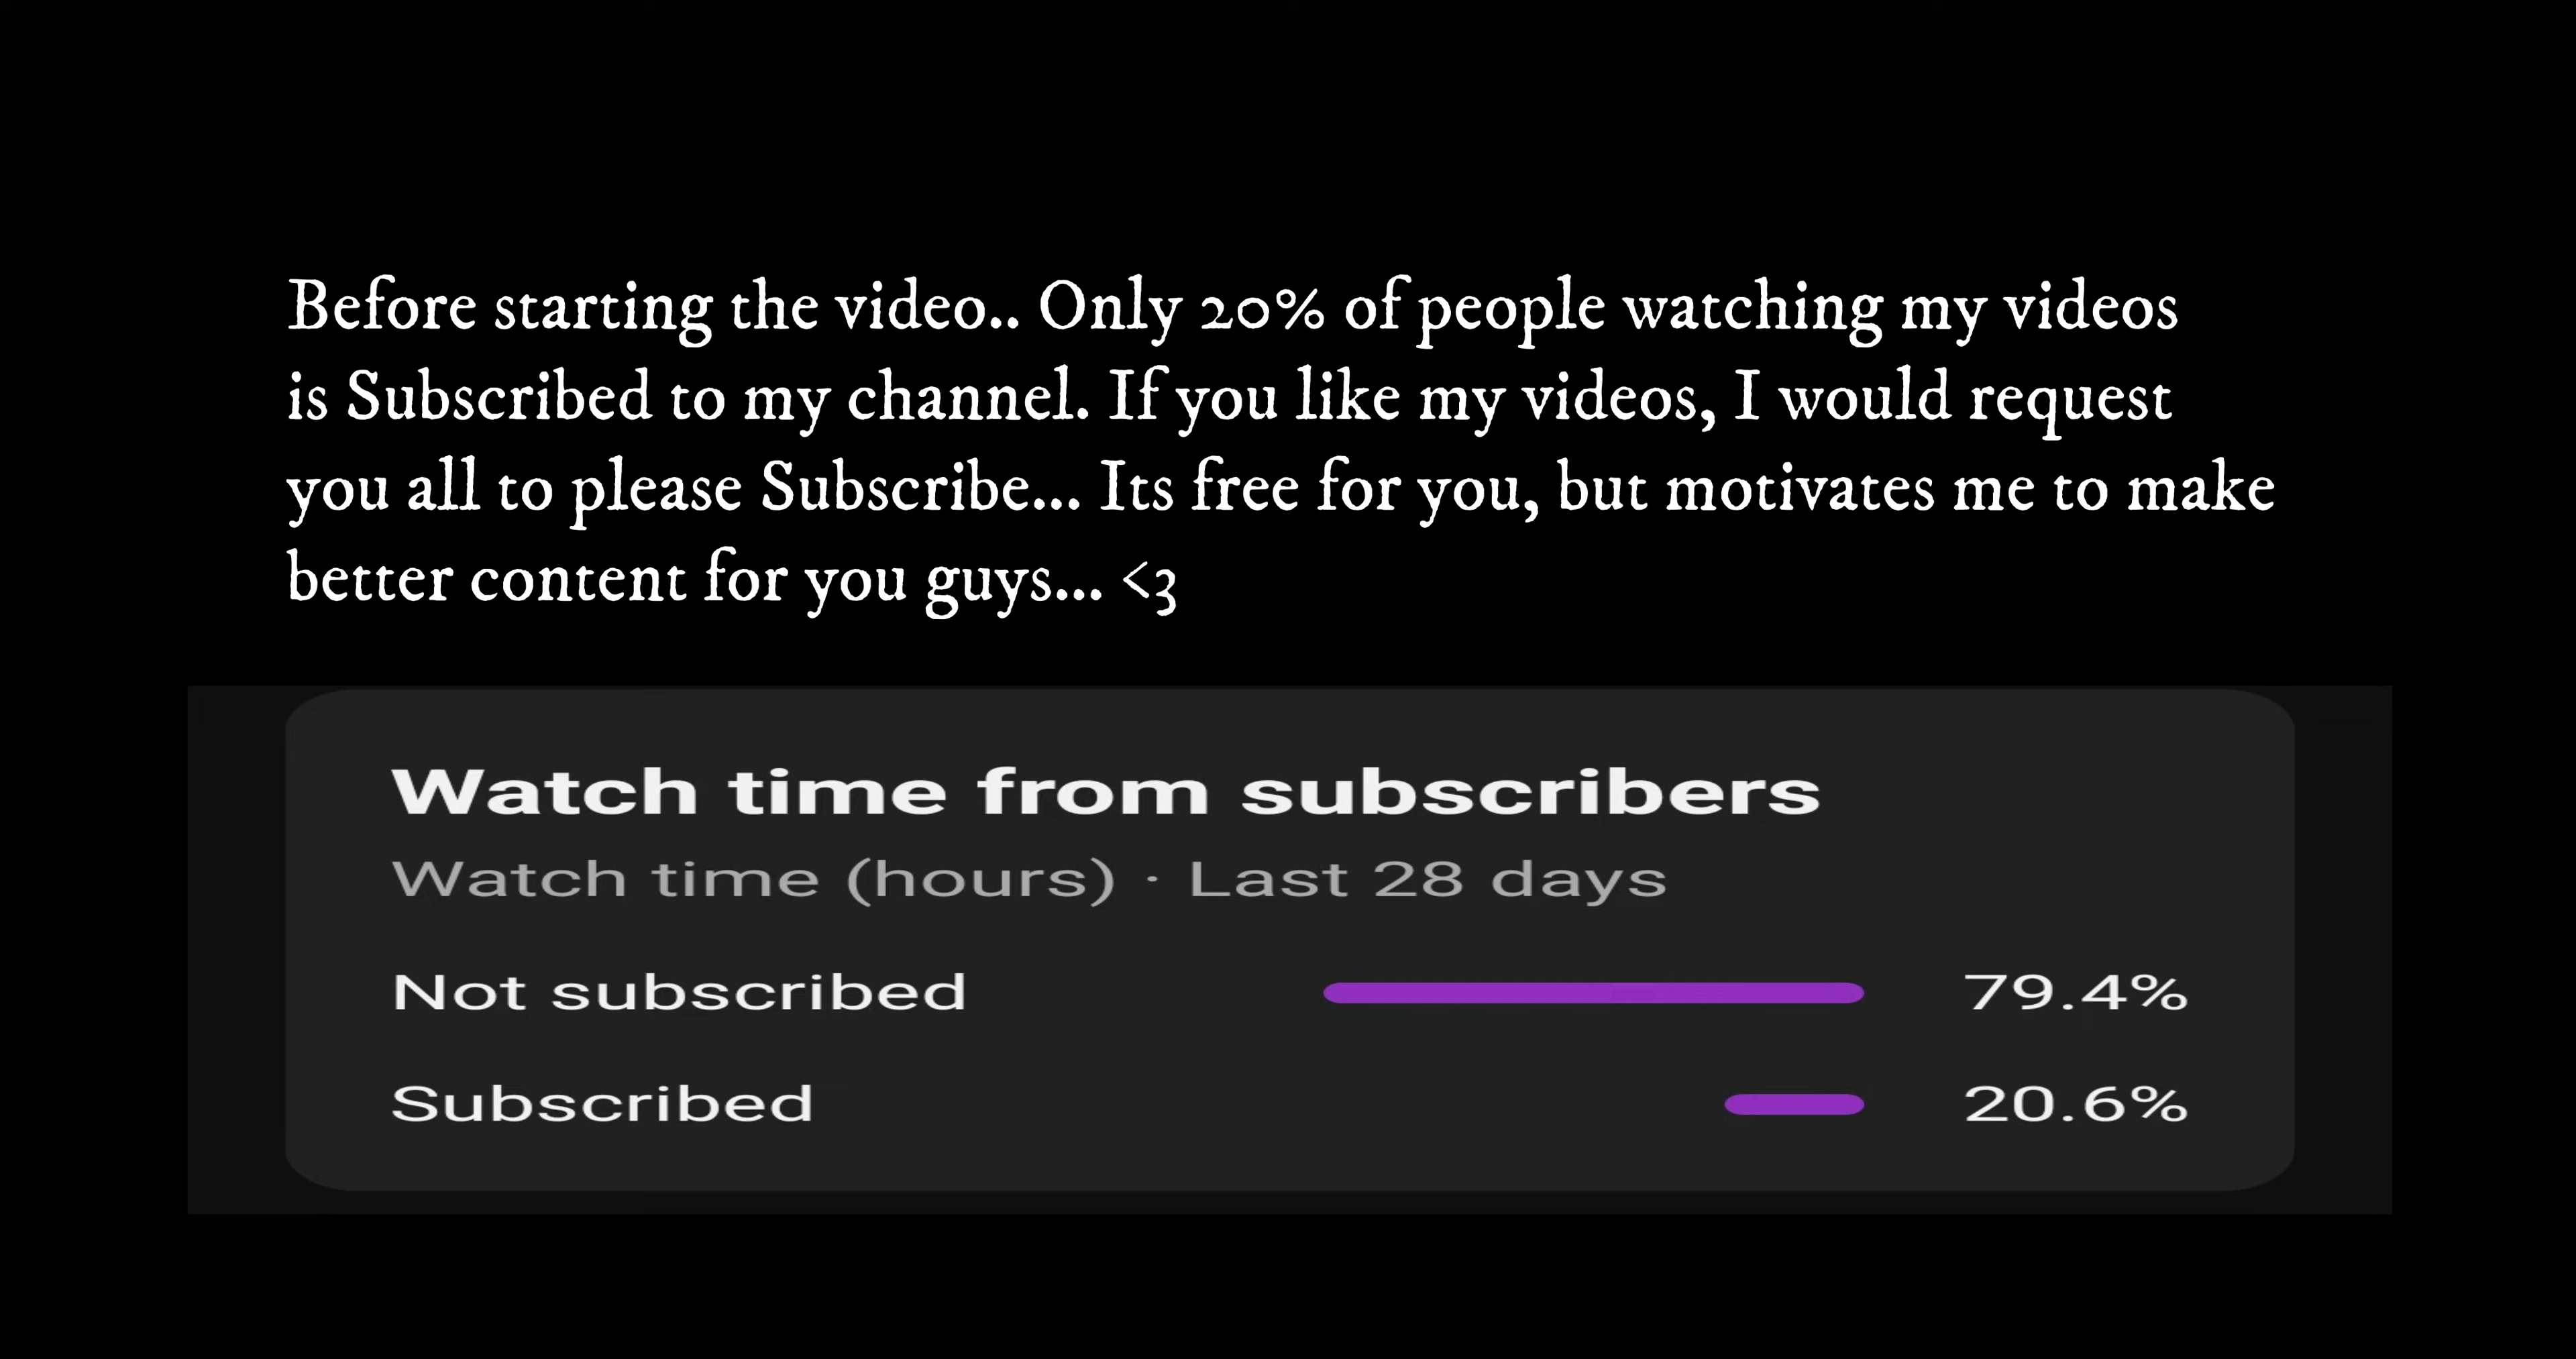 Before starting the video.. Only 20% of people watching my videos
is Subscribed to my channel. If you like my videos, I would request
you all to please Subscribe... Its free for you, but motivates me to make
better content for you guys... <3
Watch time from subscribers
Watch time (hours) · Last 28 days
Not subscribed 79.4%
Subscribed 20.6%